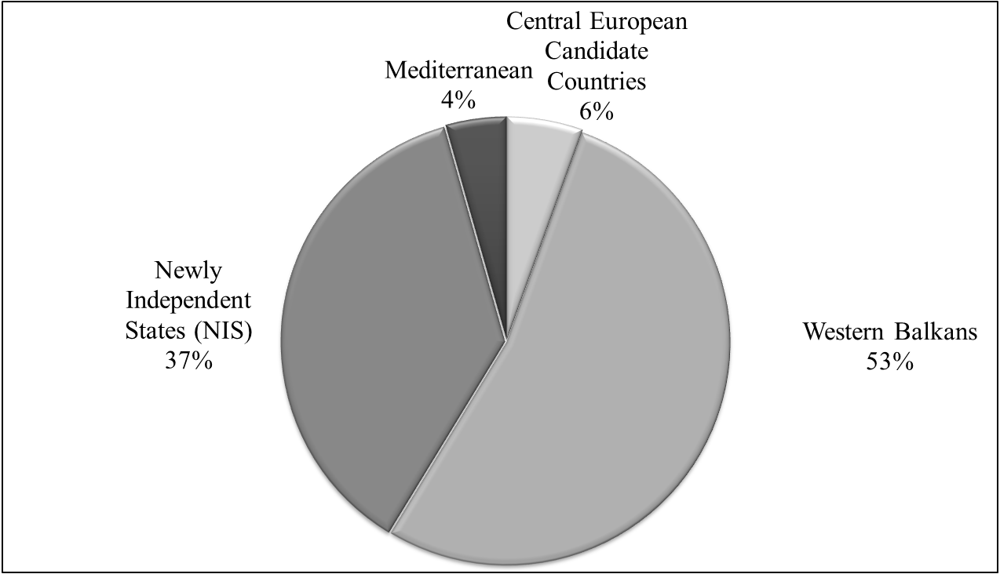 Central European
Candidate
Countries
6%
Mediterranean
4%
Newly
Independent
States (NIS)
37%
Western Balkans
53%